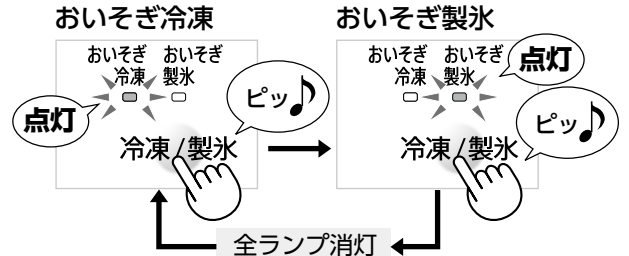 おいそぎ冷凍
おいそぎ 冷凍
おいそぎ 製氷
点灯
ピッ♪
冷凍/製氷
おいそぎ製氷
おいそぎ 冷凍
おいそぎ 製氷
点灯
ピッ♪
冷凍/製氷
全ランプ消灯